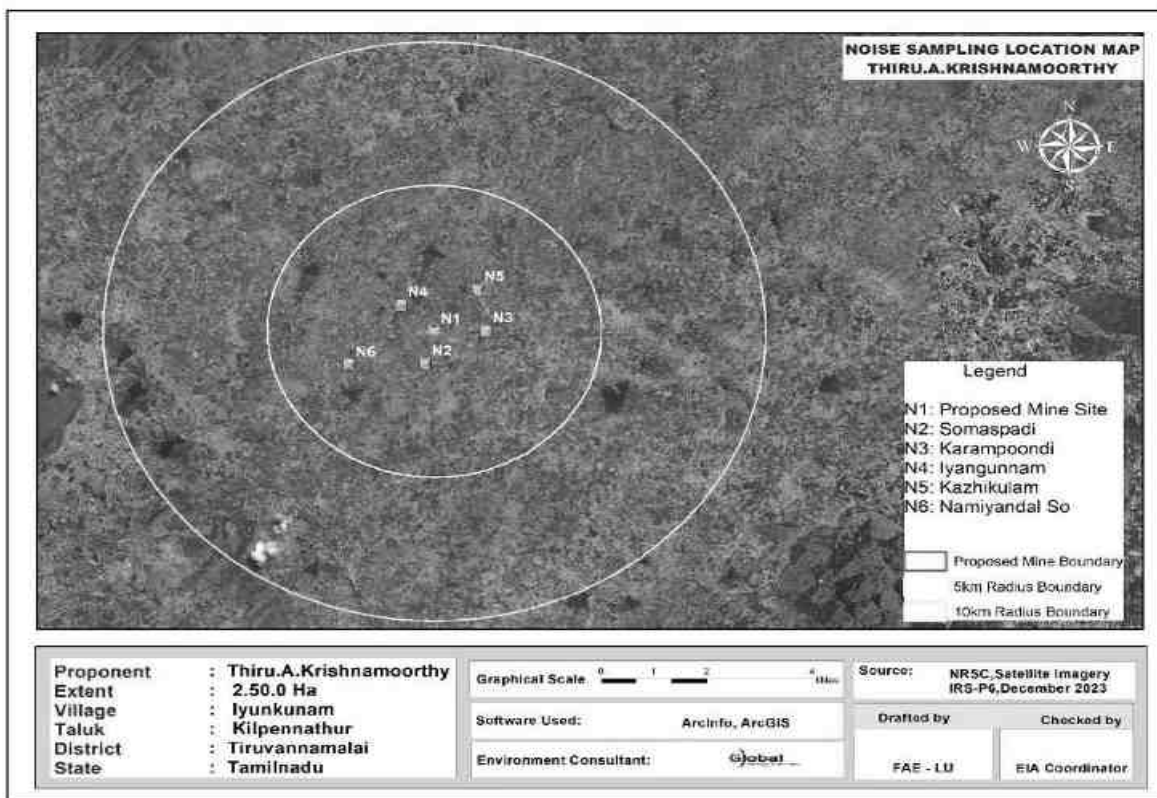 NOISE SAMPLING LOCATION MAP
THIRU.A.KRISHNAMOORTHY
N
W E
S
N5
N4
N1
N3
N6
N2
Legend
N1: Proposed Mine Site
N2: Somaspadi
N3: Karampoondi
N4: Iyangunnam
N5: Kazhikulam
N6: Namiyandal So
Proposed Mine Boundary
5km Radius Boundary
10km Radius Boundary
Proponent : Thiru.A.Krishnamoorthy
Extent : 2.50.0 Ha
Village : Iyunkunam
Taluk : Kilpennathur
District : Tiruvannamalai
State : Tamilnadu
Graphical Scale 0 1 2 4
Software Used: ArcInfo, ArcGIS
Environment Consultant: Global
Source: NRSC,Satellite Imagery
IRS-P6,December 2023
Drafted by Checked by
FAE - LU EIA Coordinator